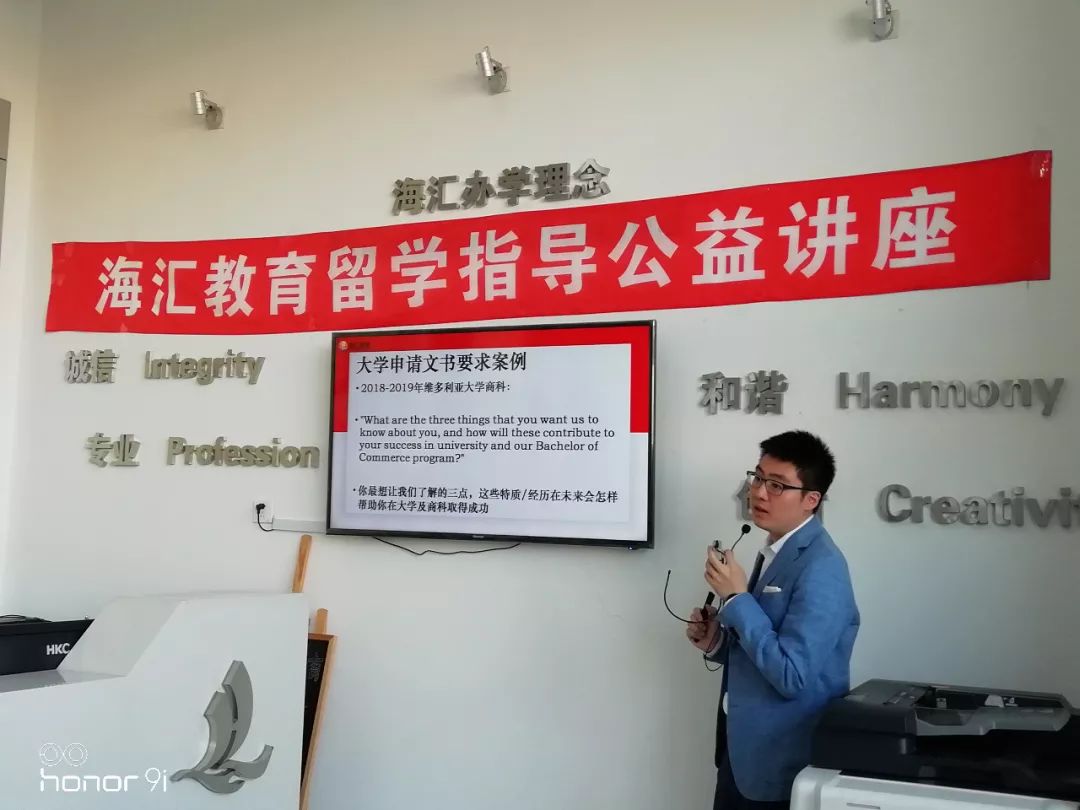 海汇办学理念
海汇教育留学指导公益讲座
诚信 Integrity
专业 Profession
和谐 Harmony
Creativi
大学申请文书要求案例
• 2018-2019年维多利亚大学商科：
• "What are the three things that you want us to
know about you, and how will these contribute to
your success in university and our Bachelor of
Commerce program?"
• 你最想让我们了解的三点，这些特质/经历在未来会怎样
帮助你在大学及商科取得成功
HKC
honor 9i